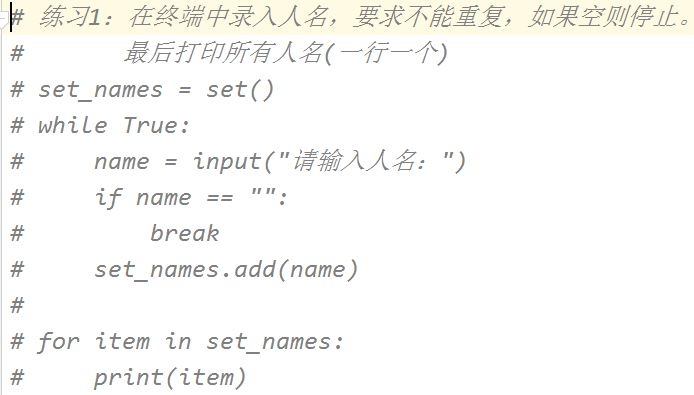 # 练习1：在终端中录入人名，要求不能重复，如果空则停止。
#       最后打印所有人名(一行一个)
# set_names = set()
# while True:
#     name = input("请输入人名：")
#     if name == "":
#         break
#     set_names.add(name)
#
# for item in set_names:
#     print(item)